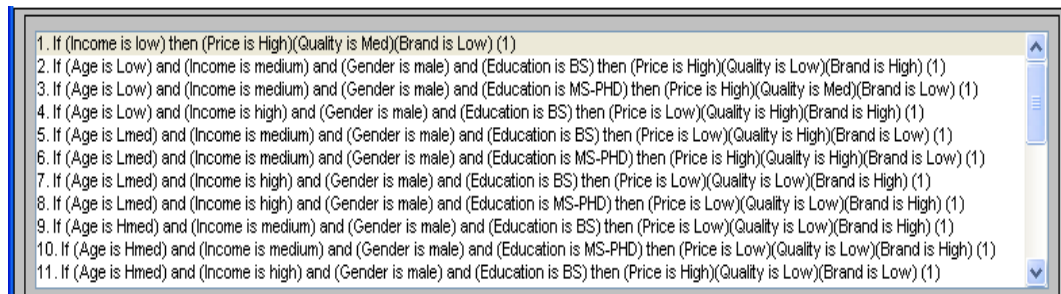 1. If (Income is low) then (Price is High)(Quality is Med)(Brand is Low) (1)
2. If (Age is Low) and (Income is medium) and (Gender is male) and (Education is BS) then (Price is High)(Quality is Low)(Brand is High) (1)
3. If (Age is Low) and (Income is medium) and (Gender is male) and (Education is MS-PHD) then (Price is High)(Quality is Med)(Brand is Low) (1)
4. If (Age is Low) and (Income is high) and (Gender is male) and (Education is BS) then (Price is Low)(Quality is High)(Brand is High) (1)
5. If (Age is Lmed) and (Income is medium) and (Gender is male) and (Education is BS) then (Price is Low)(Quality is High)(Brand is Low) (1)
6. If (Age is Lmed) and (Income is medium) and (Gender is male) and (Education is MS-PHD) then (Price is High)(Quality is High)(Brand is Low) (1)
7. If (Age is Lmed) and (Income is high) and (Gender is male) and (Education is BS) then (Price is Low)(Quality is Low)(Brand is High) (1)
8. If (Age is Lmed) and (Income is high) and (Gender is male) and (Education is MS-PHD) then (Price is Low)(Quality is Low)(Brand is High) (1)
9. If (Age is Hmed) and (Income is medium) and (Gender is male) and (Education is BS) then (Price is Low)(Quality is Low)(Brand is High) (1)
10. If (Age is Hmed) and (Income is medium) and (Gender is male) and (Education is MS-PHD) then (Price is Low)(Quality is Low)(Brand is High) (1)
11. If (Age is Hmed) and (Income is high) and (Gender is male) and (Education is BS) then (Price is High)(Quality is Low)(Brand is Low) (1)